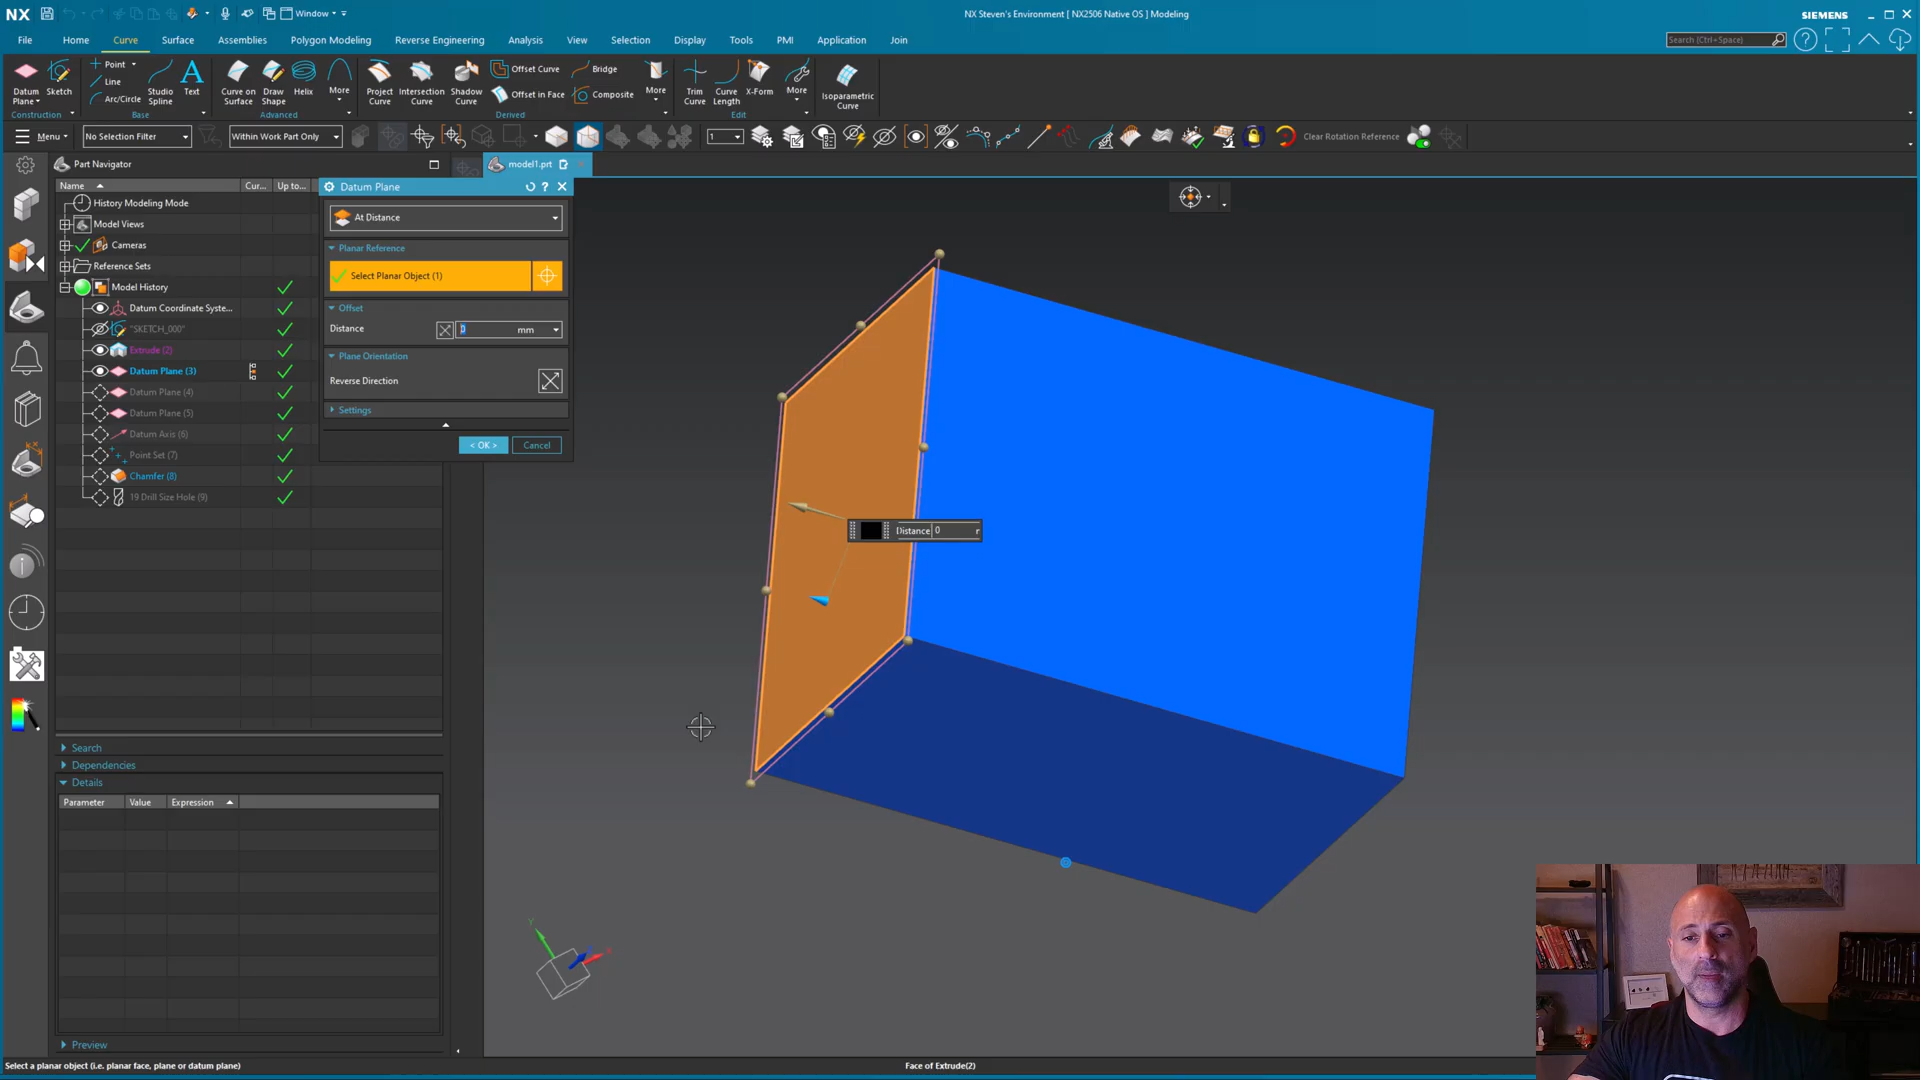 NX Window NX Steven's Environment [ NX2506 Native OS ] Modeling SIEMENS
File Home Curve Surface Assemblies Polygon Modeling Reverse Engineering Analysis View Selection Display Tools PMI Application Join Search (Ctrl+Space)
Datum Plane Sketch Point Line Arc/Circle Studio Spline Text Curve on Surface Draw Shape Helix More Project Curve Intersection Curve Shadow Curve Offset Curve Offset in Face Bridge Composite More Trim Curve Curve Length X-Form More Isoparametric Curve
Construction Base Advanced Derived Edit
Menu No Selection Filter Within Work Part Only 1 Clear Rotation Reference
Part Navigator model1.prt
Name Cur... Up to...
History Modeling Mode
Model Views
Cameras
Reference Sets
Model History
Datum Coordinate Syste...
"SKETCH_000"
Extrude (2)
Datum Plane (3)
Datum Plane (4)
Datum Plane (5)
Datum Axis (6)
Point Set (7)
Chamfer (8)
19 Drill Size Hole (9)
Datum Plane
At Distance
Planar Reference
Select Planar Object (1)
Offset
Distance 0 mm
Plane Orientation
Reverse Direction
Settings
< OK > Cancel
Distance 0
Search
Dependencies
Details
Parameter Value Expression
Preview
Y X
Select a planar object (i.e. planar face, plane or datum plane) Face of Extrude(2)